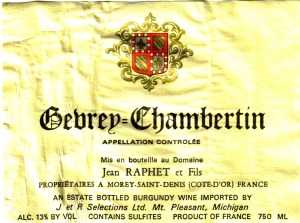 Gevrey-Chambertin
APPELLATION CONTROLÉE
Mis en bouteille au Domaine
Jean RAPHET et Fils
PROPRIÉTAIRES A MOREY-SAINT-DENIS (COTE-D'OR) FRANCE
AN ESTATE BOTTLED BURGUNDY WINE IMPORTED BY
J et R Selections Ltd. Mt. Pleasant, Michigan
ALC. 13% BY VOL. CONTAINS SULFITES PRODUCT OF FRANCE 750 ML